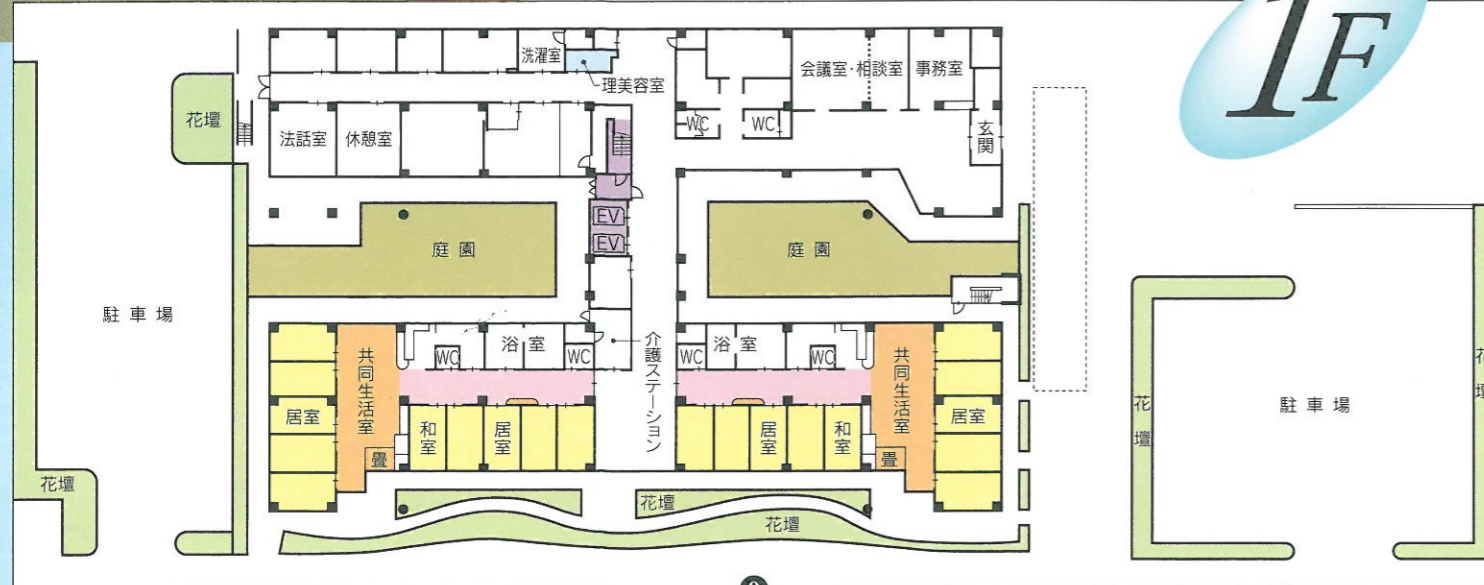 1F
洗濯室
理美容室
会議室・相談室
事務室
花壇
法話室
休憩室
WC
WC
玄関
EV
EV
庭園
庭園
駐車場
共同生活室
WC
浴室
WC
介護ステーション
WC
浴室
WC
共同生活室
居室
和室
居室
居室
和室
居室
畳
畳
花壇
駐車場
花壇
花壇
花壇
花壇